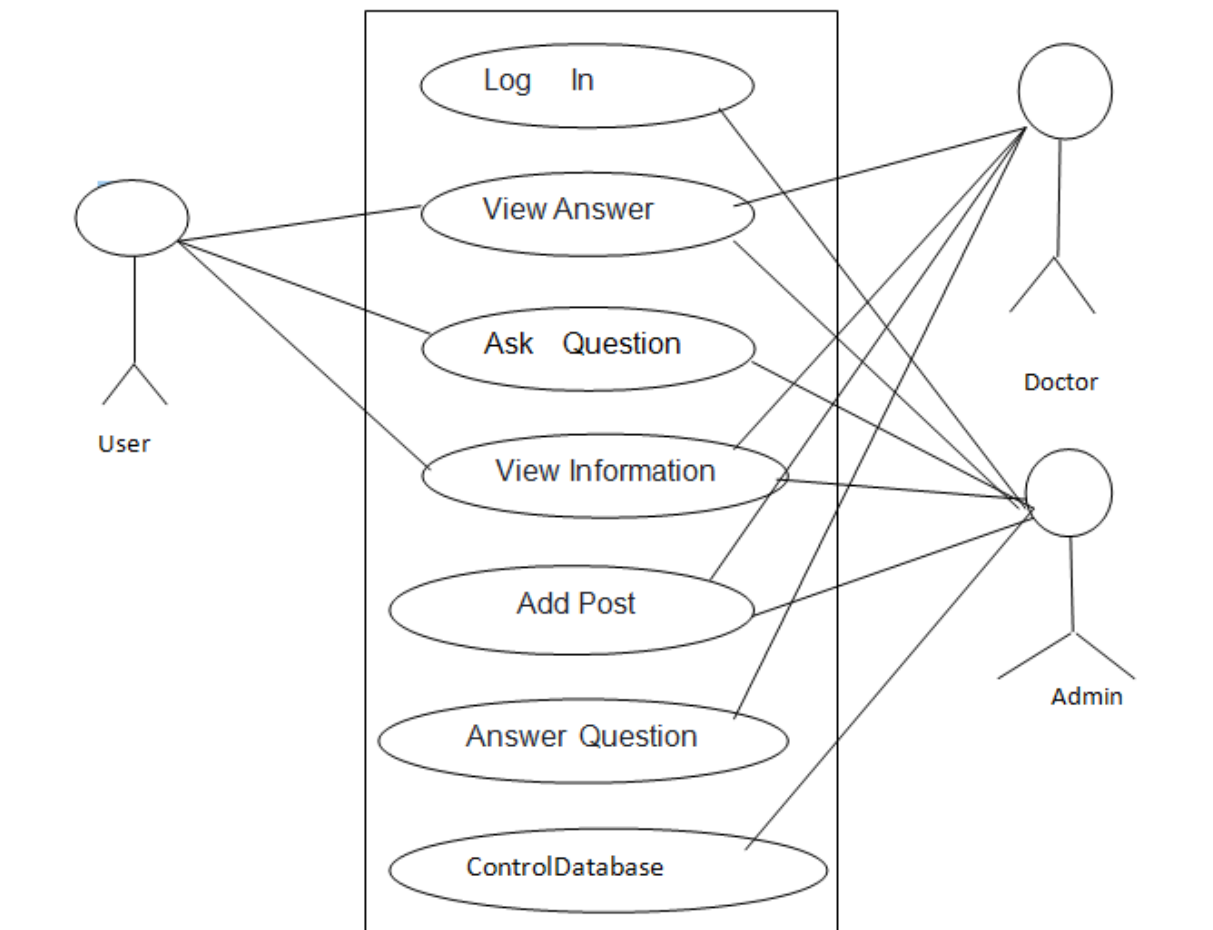 Log In
View Answer
Ask Question
View Information
Add Post
Answer Question
ControlDatabase
User
Doctor
Admin